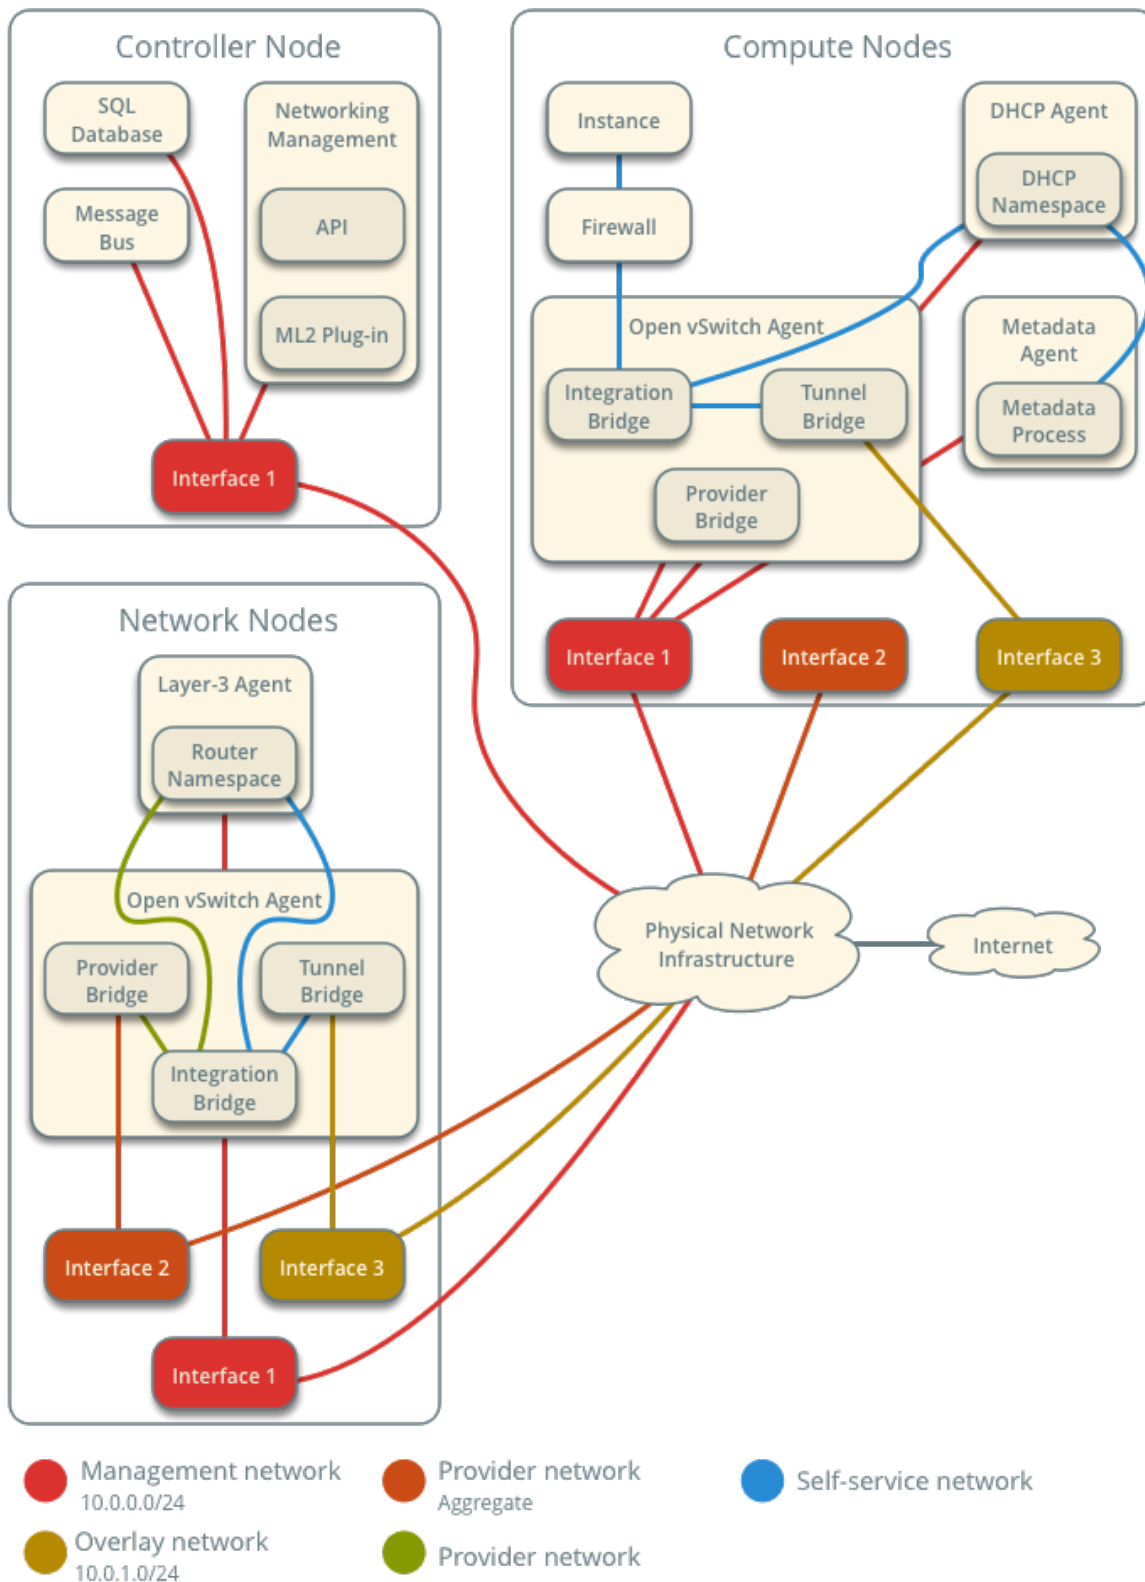 Controller Node
SQL
Database
Networking
Management
Message
Bus
API
ML2 Plug-in
Interface 1
Compute Nodes
Instance
DHCP Agent
DHCP
Namespace
Firewall
Open vSwitch Agent
Metadata
Agent
Integration
Bridge
Tunnel
Bridge
Metadata
Process
Provider
Bridge
Interface 1
Interface 2
Interface 3
Network Nodes
Layer-3 Agent
Router
Namespace
Open vSwitch Agent
Provider
Bridge
Tunnel
Bridge
Integration
Bridge
Interface 2
Interface 3
Interface 1
Physical Network
Infrastructure
Internet
Management network
10.0.0.0/24
Provider network
Aggregate
Self-service network
Overlay network
10.0.1.0/24
Provider network